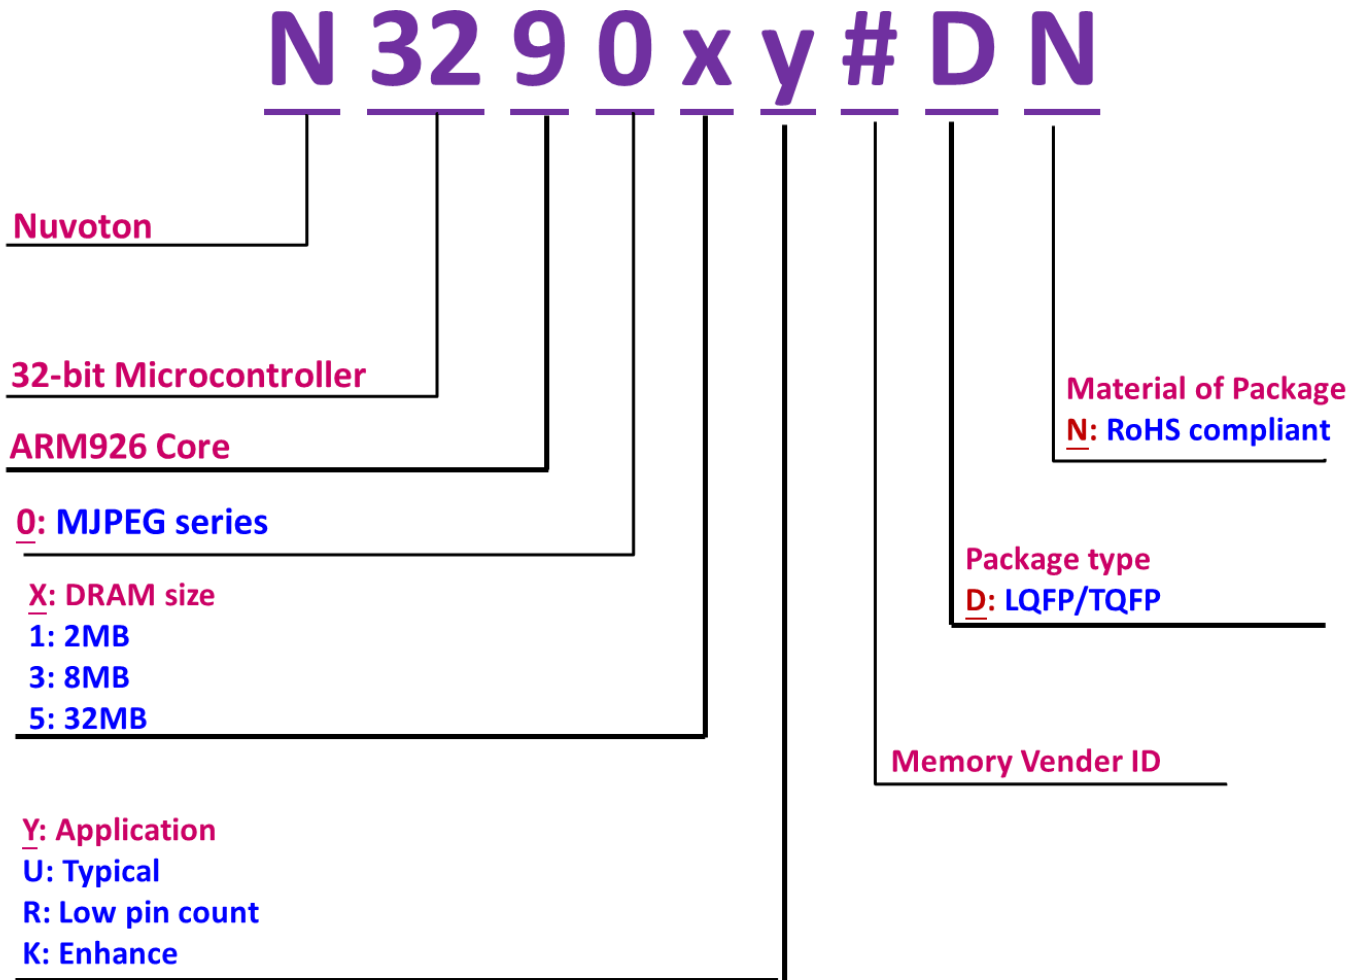 N 32 9 0 x y # D N
Nuvoton
32-bit Microcontroller
ARM926 Core
0: MJPEG series
X: DRAM size
1: 2MB
3: 8MB
5: 32MB
Y: Application
U: Typical
R: Low pin count
K: Enhance
Material of Package
N: RoHS compliant
Package type
D: LQFP/TQFP
Memory Vender ID